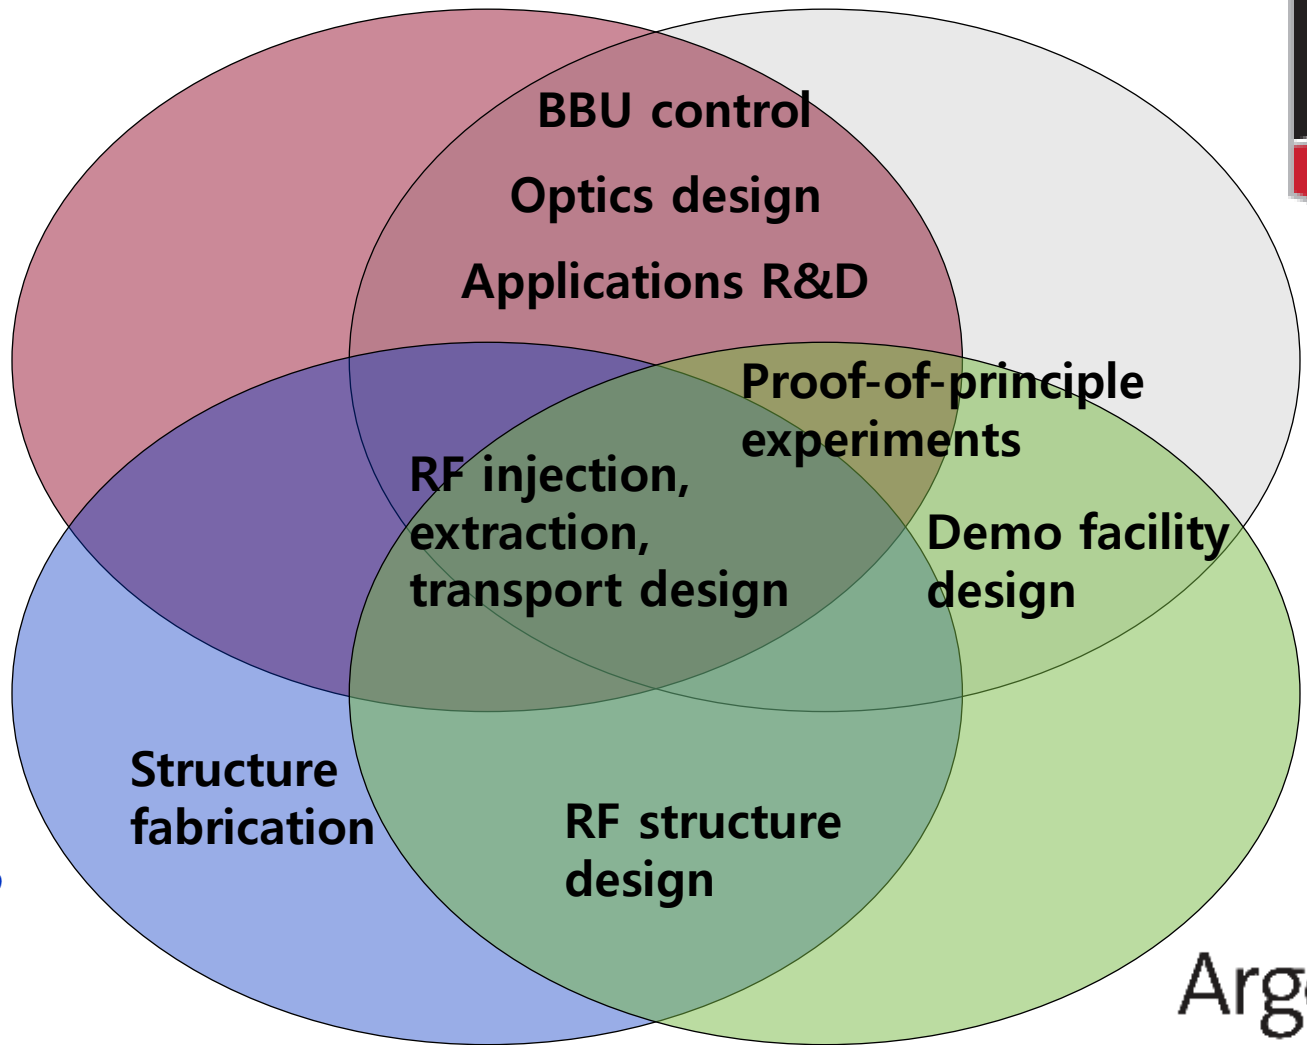 BBU control
Optics design
Applications R&D
Proof-of-principle
experiments
RF injection,
extraction,
transport design
Demo facility
design
Structure
fabrication
RF structure
design